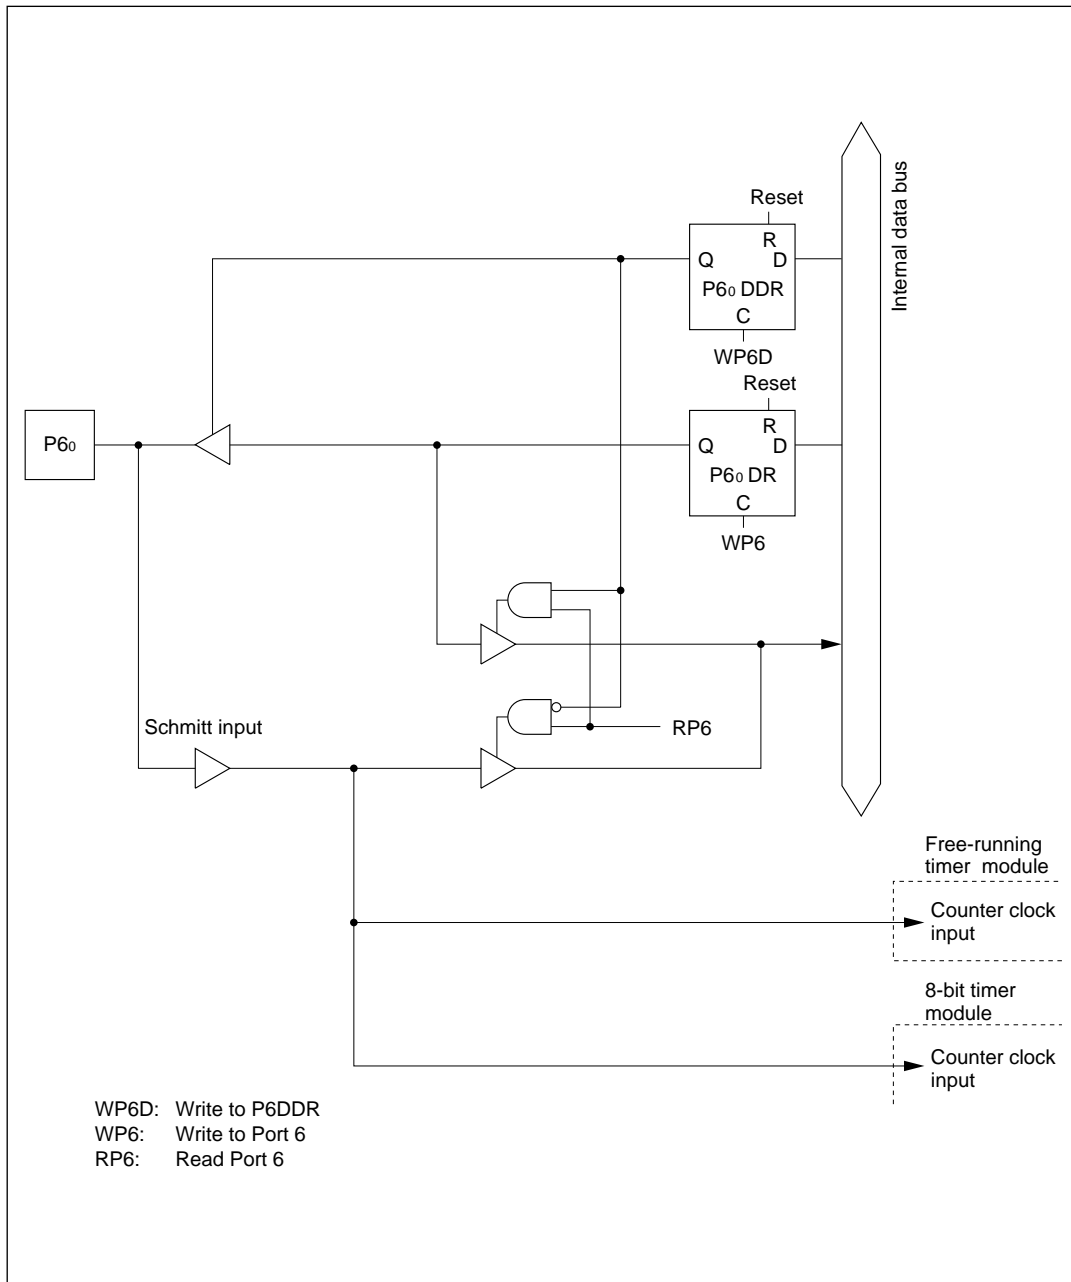 Reset
R
Q
D
P6₀ DDR
C
WP6D
Internal data bus
Reset
R
Q
D
P6₀ DR
C
WP6
P6₀
Schmitt input
RP6
Free-running
timer module
Counter clock
input
8-bit timer
module
Counter clock
input
WP6D: Write to P6DDR
WP6: Write to Port 6
RP6: Read Port 6